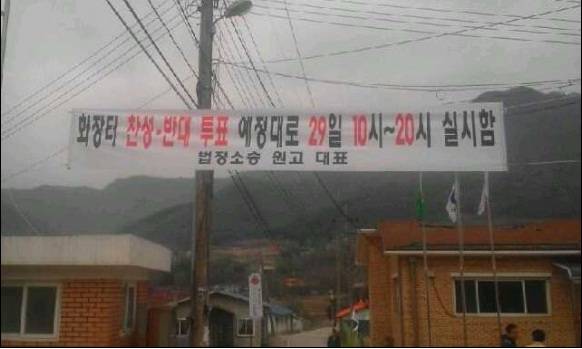 화장터 찬성-반대 투표 예정대로 29일 10시~20시 실시함
법정소송 원고 대표